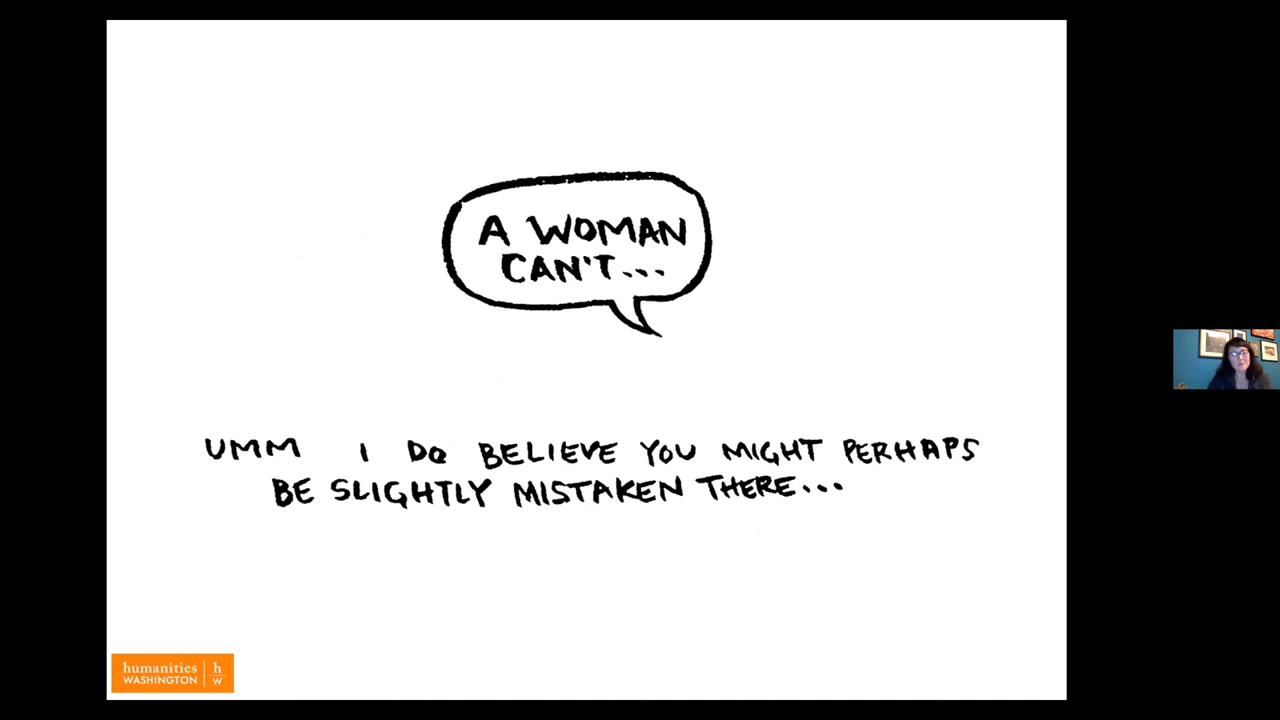 A WOMAN
CAN'T...
UMM I DO BELIEVE YOU MIGHT PERHAPS
BE SLIGHTLY MISTAKEN THERE...
humanities
WASHINGTON
h
w